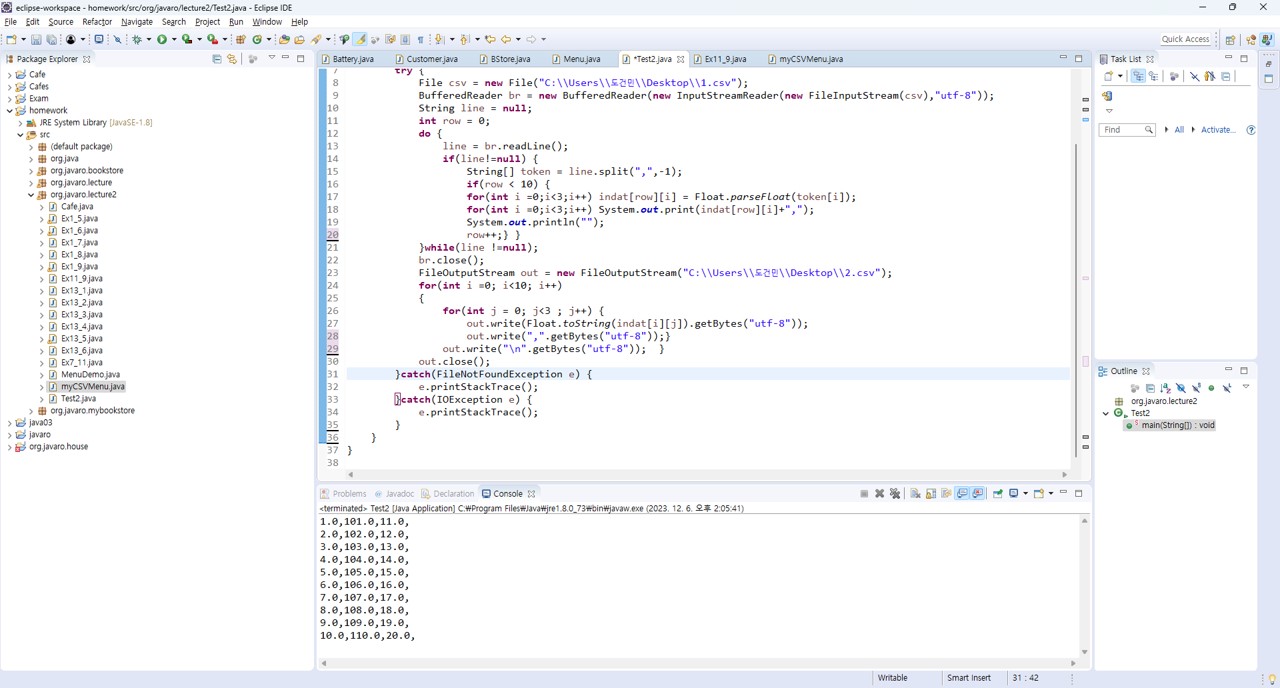 eclipse-workspace - homework/src/org/javaro/lecture2/Test2.java - Eclipse IDE
File Edit Source Refactor Navigate Search Project Run Window Help
Quick Access
Package Explorer
Cafe
Cafes
Exam
homework
JRE System Library [JavaSE-1.8]
src
(default package)
org.java
org.javaro.bookstore
org.javaro.lecture
org.javaro.lecture2
Cafe.java
Ex1_5.java
Ex1_6.java
Ex1_7.java
Ex1_8.java
Ex1_9.java
Ex11_9.java
Ex13_1.java
Ex13_2.java
Ex13_3.java
Ex13_4.java
Ex13_5.java
Ex13_6.java
Ex7_11.java
MenuDemo.java
myCSVMenu.java
Test2.java
org.javaro.mybookstore
java03
javaro
org.javaro.house
Battery.java Customer.java BStore.java Menu.java *Test2.java Ex11_9.java myCSVMenu.java
7 try {
8 File csv = new File("C:\\Users\\도건민\\Desktop\\1.csv");
9 BufferedReader br = new BufferedReader(new InputStreamReader(new FileInputStream(csv),"utf-8"));
10 String line = null;
11 int row = 0;
12 do {
13 line = br.readLine();
14 if(line!=null) {
15 String[] token = line.split(",",-1);
16 if(row < 10) {
17 for(int i =0;i<3;i++) indat[row][i] = Float.parseFloat(token[i]);
18 for(int i =0;i<3;i++) System.out.print(indat[row][i]+",");
19 System.out.println("");
20 row++;} }
21 }while(line !=null);
22 br.close();
23 FileOutputStream out = new FileOutputStream("C:\\Users\\도건민\\Desktop\\2.csv");
24 for(int i =0; i<10; i++)
25 {
26 for(int j = 0; j<3 ; j++) {
27 out.write(Float.toString(indat[i][j]).getBytes("utf-8"));
28 out.write(",".getBytes("utf-8"));}
29 out.write("\n".getBytes("utf-8")); }
30 out.close();
31 }catch(FileNotFoundException e) {
32 e.printStackTrace();
33 }catch(IOException e) {
34 e.printStackTrace();
35 }
36 }
37 }
38
Problems Javadoc Declaration Console
<terminated> Test2 [Java Application] C:₩Program Files₩Java₩jre1.8.0_73₩bin₩javaw.exe (2023. 12. 6. 오후 2:05:41)
1.0,101.0,11.0,
2.0,102.0,12.0,
3.0,103.0,13.0,
4.0,104.0,14.0,
5.0,105.0,15.0,
6.0,106.0,16.0,
7.0,107.0,17.0,
8.0,108.0,18.0,
9.0,109.0,19.0,
10.0,110.0,20.0,
Task List
Find All Activate...
Outline
org.javaro.lecture2
Test2
main(String[]) : void
Writable Smart Insert 31 : 42